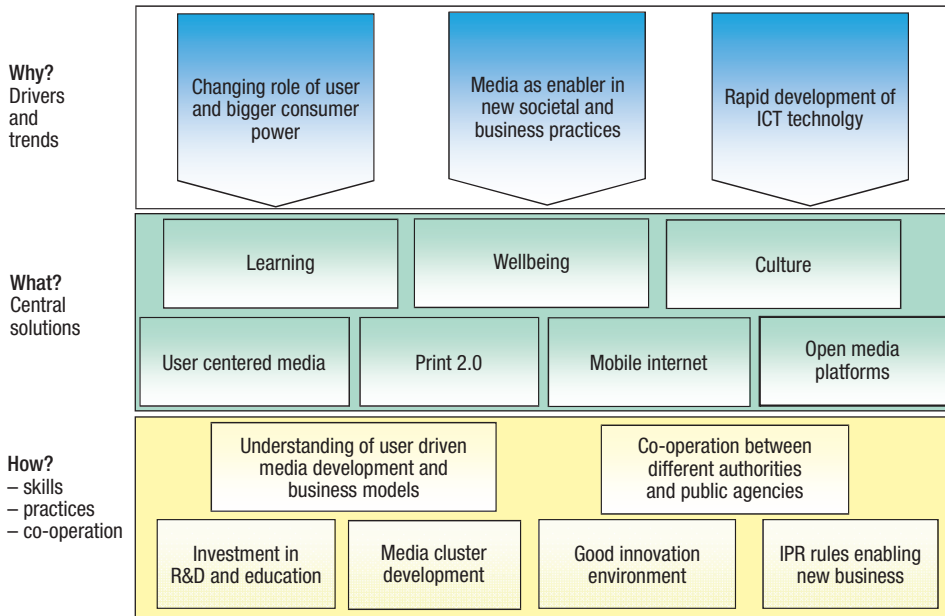 Why?
Drivers
and
trends
Changing role of user
and bigger consumer
power
Media as enabler in
new societal and
business practices
Rapid development of
ICT technolgy
What?
Central
solutions
Learning
Wellbeing
Culture
User centered media
Print 2.0
Mobile internet
Open media
platforms
How?
– skills
– practices
– co-operation
Understanding of user driven
media development and
business models
Co-operation between
different authorities
and public agencies
Investment in
R&D and education
Media cluster
development
Good innovation
environment
IPR rules enabling
new business